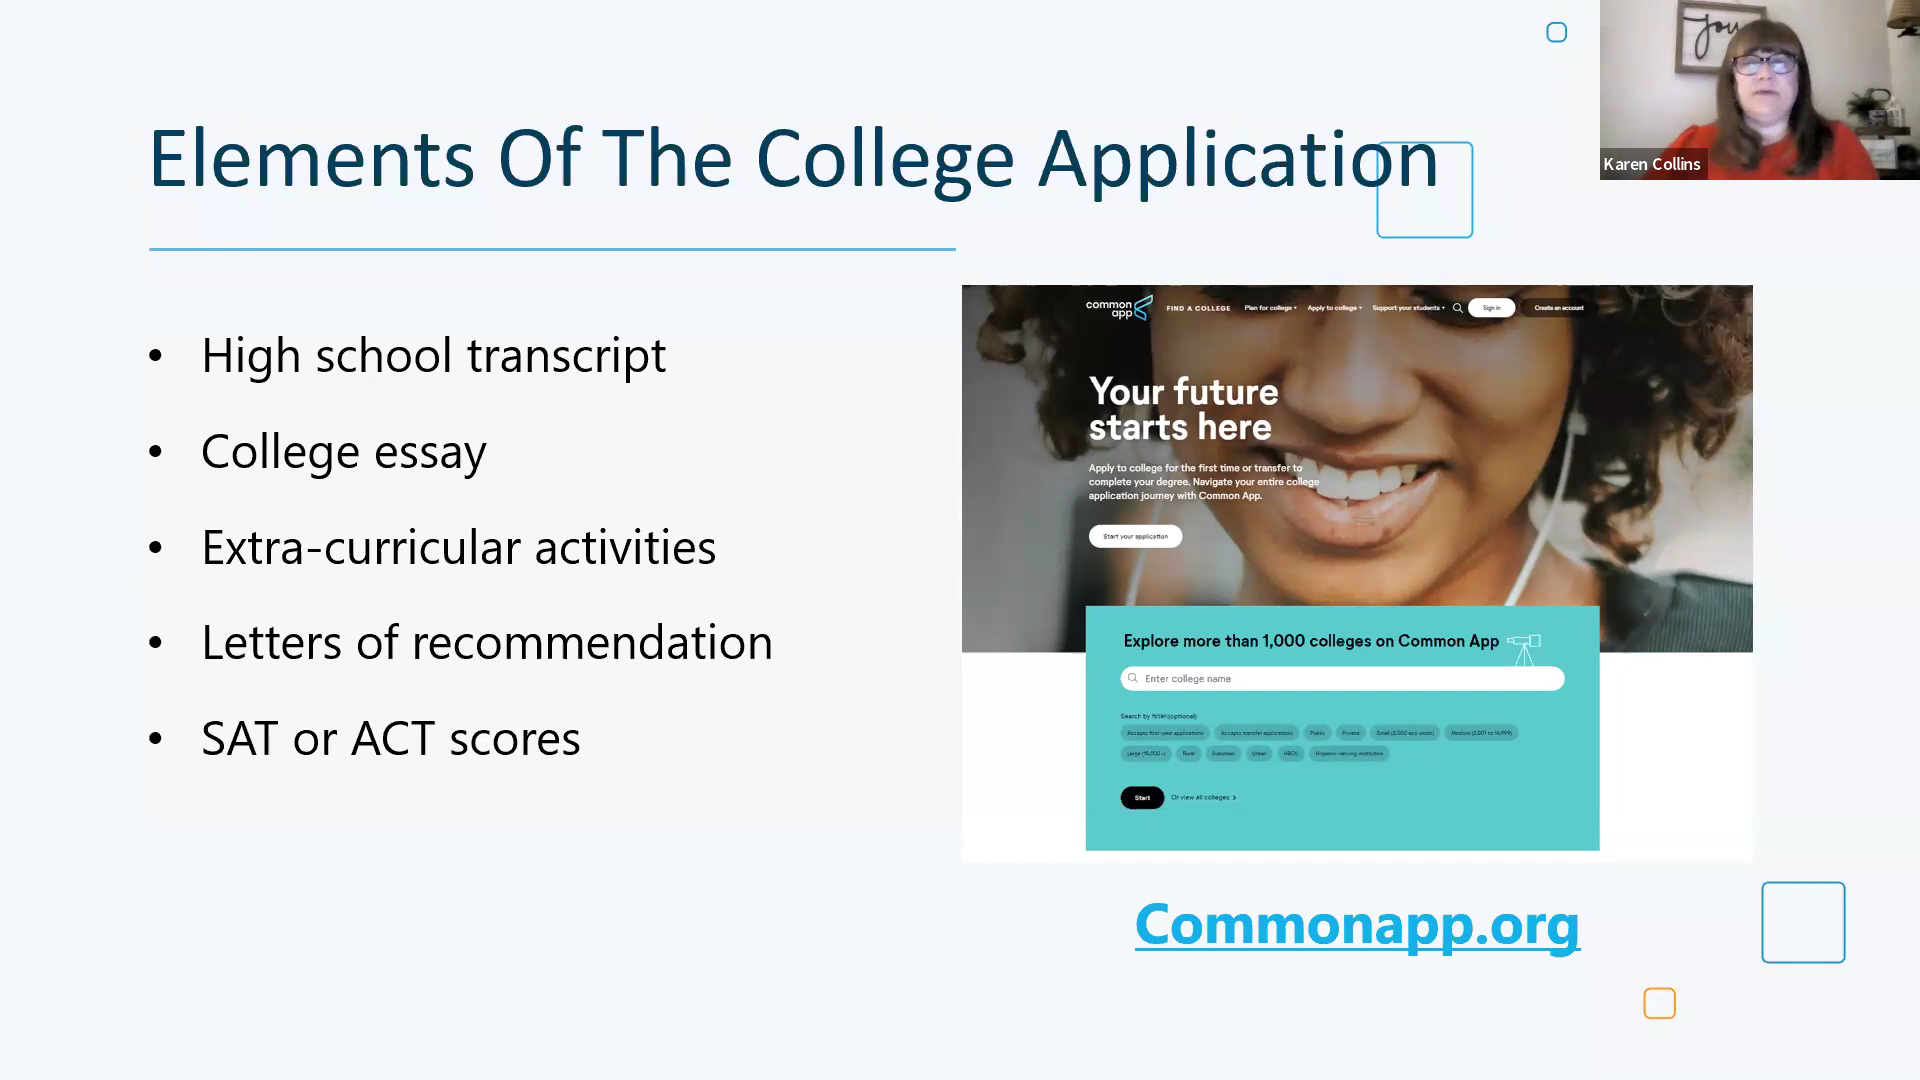 Elements Of The College Application
• High school transcript
• College essay
• Extra-curricular activities
• Letters of recommendation
• SAT or ACT scores
You
Karen Collins
common
app
FIND A COLLEGE Plan for college Apply to college Support your students Sign in Create an account
Your future
starts here
Apply to college for the first time or transfer to
complete your degree. Navigate your entire college
application journey with Common App.
Start your application
Explore more than 1,000 colleges on Common App
Enter college name
Search by filter (optional)
Accepts first-year applications Accepts transfer applications Public Private Small (2,000 and under) Medium (2,001 to 14,999)
Large (15,000+) Rural Suburban Urban HBCU Hispanic-serving institution
Start Or view all colleges
Commonapp.org